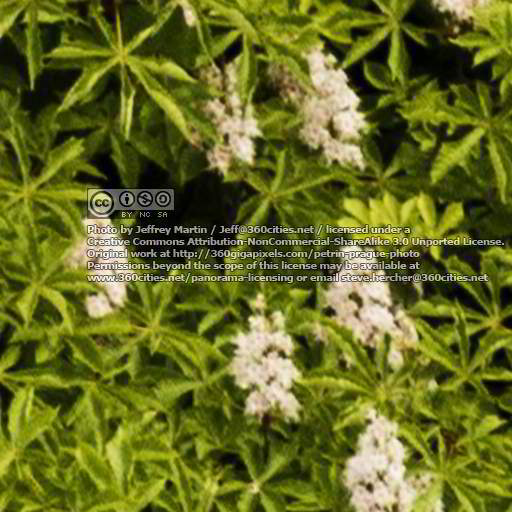 cc BY NC SA
Photo by Jeffrey Martin / Jeff@360cities.net / licensed under a
Creative Commons Attribution-NonCommercial-ShareAlike 3.0 Unported License.
Original work at http://360gigapixels.com/petrin-prague-photo
Permissions beyond the scope of this license may be available at
www.360cities.net/panorama-licensing or email steve.hercher@360cities.net